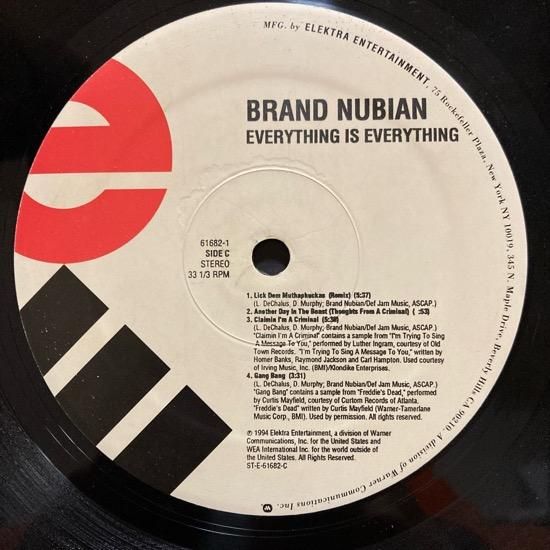 MFG. by ELEKTRA ENTERTAINMENT, 75 Rockefeller Plaza, New York NY 10019, 345 N. Maple Drive, Beverly Hills CA 90210. A division of Warner Communications Inc.
BRAND NUBIAN
EVERYTHING IS EVERYTHING
61682-1
SIDE C
STEREO
33 1/3 RPM
1. Lick Dem Muthaphuckas (Remix) (5:37)
(L. DeChalus, D. Murphy; Brand Nubian/Def Jam Music, ASCAP.)
2. Another Day In The Beast (Thoughts From A Criminal) ( :53)
3. Claimin I'm A Criminal (5:30)
(L. DeChalus, D. Murphy; Brand Nubian/Def Jam Music, ASCAP.)
"Claimin I'm A Criminal" contains a sample from "I'm Trying To Sing
A Message To You," performed by Luther Ingram, courtesy of Old
Town Records. "I'm Trying To Sing A Message To You," written by
Homer Banks, Raymond Jackson and Carl Hampton. Used courtesy
of Irving Music, Inc. (BMI)/Klondike Enterprises.
4. Gang Bang (3:31)
(L. DeChalus, D. Murphy; Brand Nubian/Def Jam Music, ASCAP.)
"Gang Bang" contains a sample from "Freddie's Dead," performed
by Curtis Mayfield, courtesy of Curtom Records of Atlanta.
"Freddie's Dead" written by Curtis Mayfield (Warner-Tamerlane
Music Corp., BMI). Used by permission. All rights reserved.
℗ 1994 Elektra Entertainment, a division of Warner
Communications, Inc. for the United States and
WEA International Inc. for the world outside of
the United States. All Rights Reserved.
ST-E-61682-C